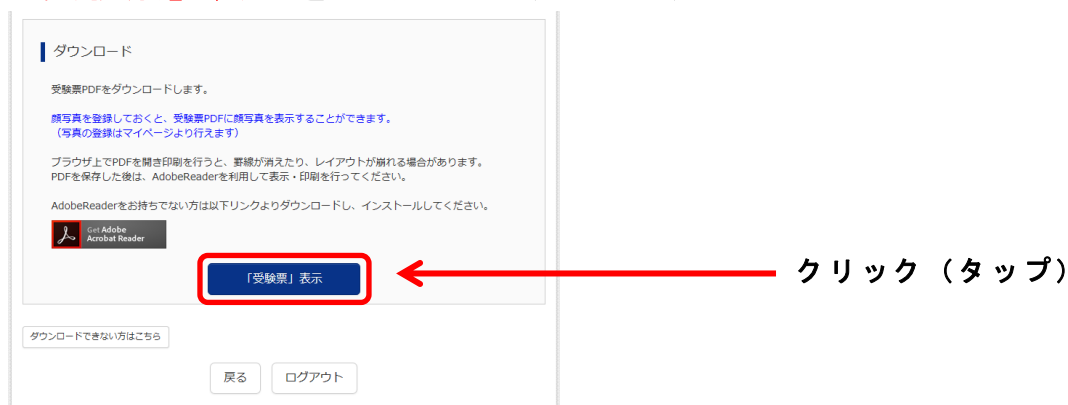 ダウンロード
受験票PDFをダウンロードします。
顔写真を登録しておくと、受験票PDFに顔写真を表示することができます。
（写真の登録はマイページより行えます）
ブラウザ上でPDFを開き印刷を行うと、罫線が消えたり、レイアウトが崩れる場合があります。
PDFを保存した後は、AdobeReaderを利用して表示・印刷を行ってください。
AdobeReaderをお持ちでない方は以下リンクよりダウンロードし、インストールしてください。
Get Adobe
Acrobat Reader
「受験票」表示
クリック（タップ）
ダウンロードできない方はこちら
戻る
ログアウト